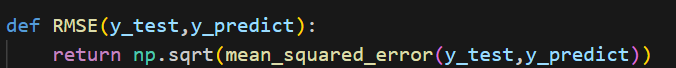 def RMSE(y_test,y_predict):
    return np.sqrt(mean_squared_error(y_test,y_predict))